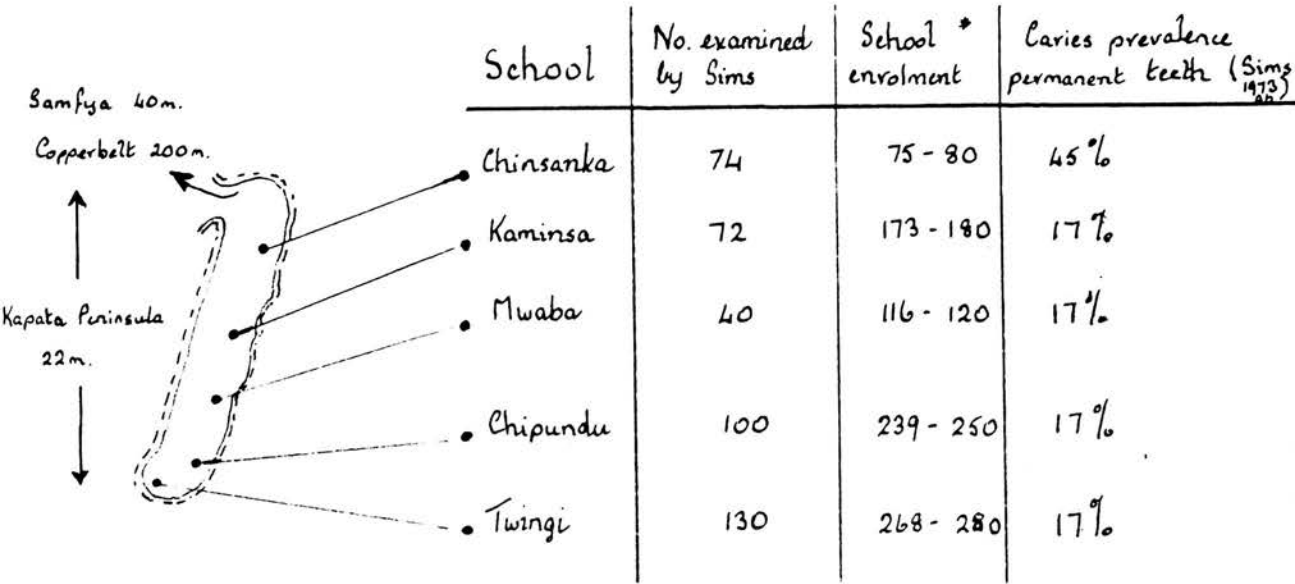 School
No. examined by Sims
School * enrolment
Caries prevalence permanent teeth (Sims 1973 ab)
Samfya 40m.
Copperbelt 200m.
Kapata Peninsula
22m.
Chinsanka 74 75 - 80 45%
Kaminsa 72 173 - 180 17%
Mwaba 40 116 - 120 17%
Chipundu 100 239 - 250 17%
Twingi 130 268 - 280 17%